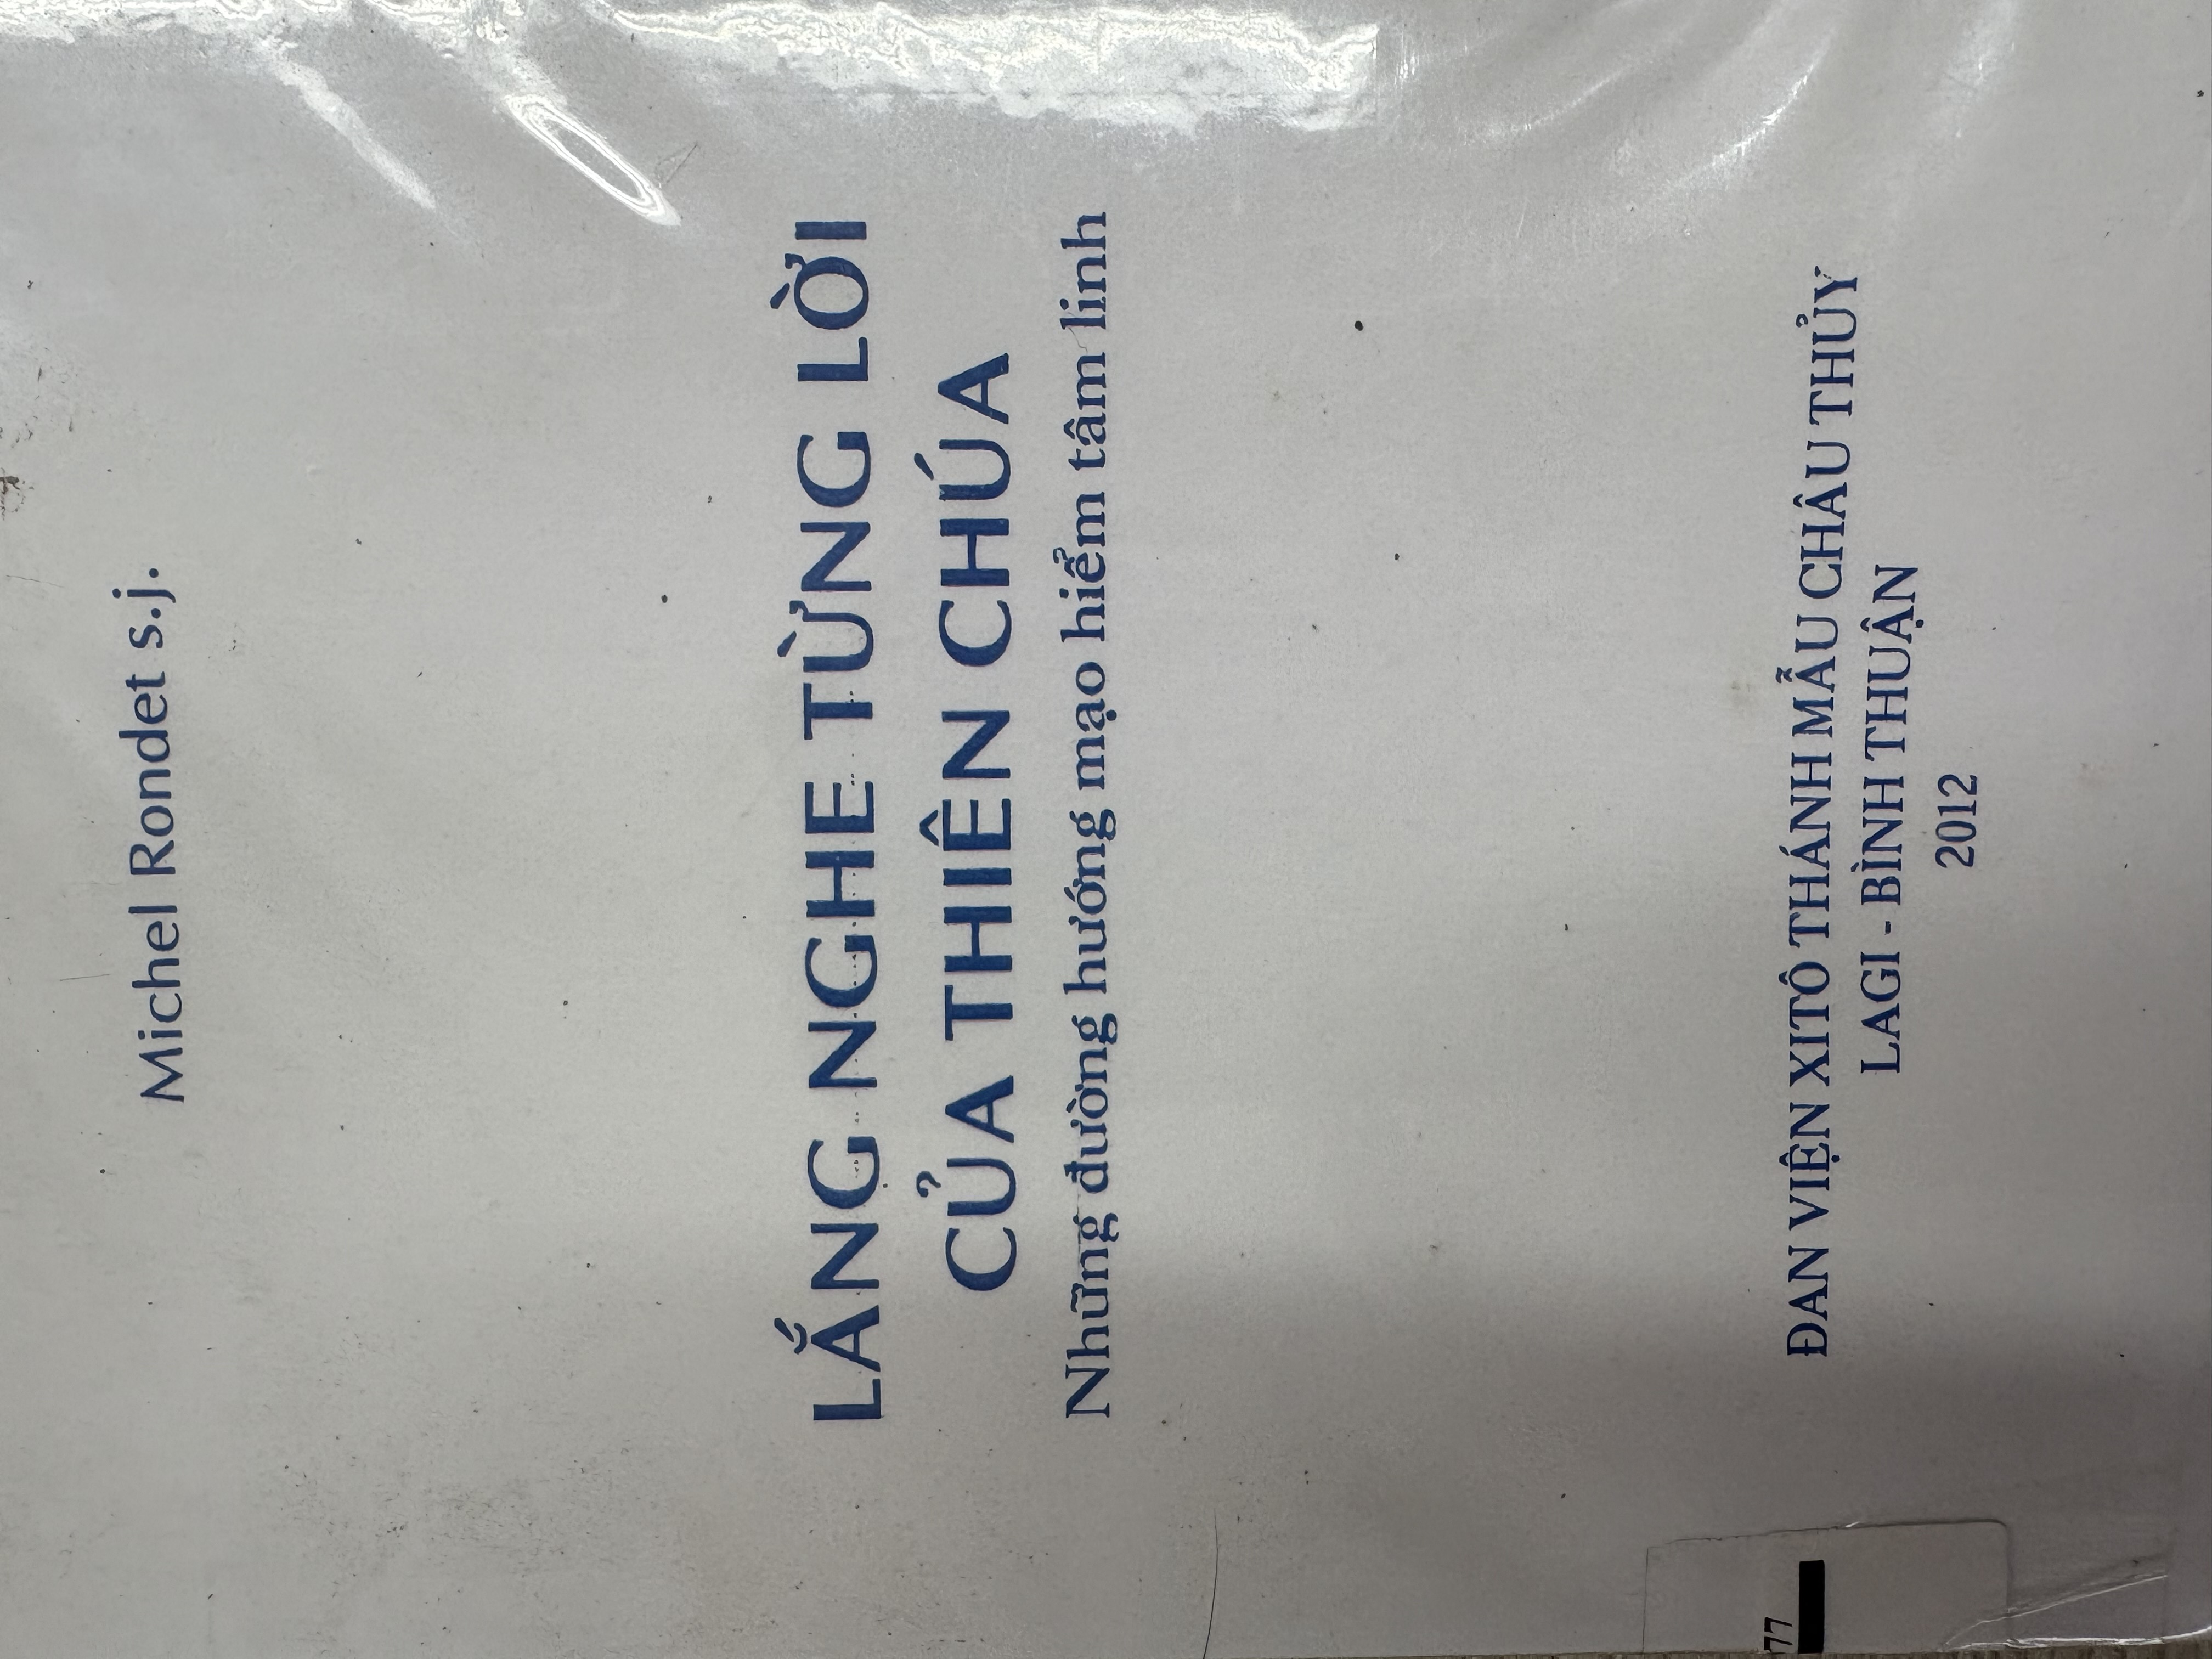 Michel Rondet s.j.
LẮNG NGHE TỪNG LỜI
CỦA THIÊN CHÚA
Những đường hướng mạo hiểm tâm linh
ĐAN VIỆN XITÔ THÁNH MẪU CHÂU THỦY
LAGI - BÌNH THUẬN
2012
77